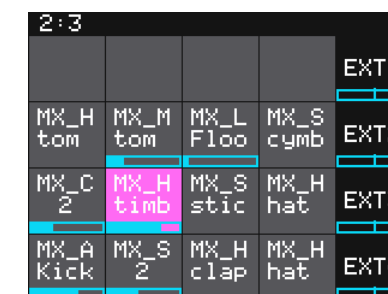 2:3
EXT
MX_H MX_M MX_L MX_S
tom tom Floo cymb EXT
MX_C MX_H MX_S MX_H
2 timb stic hat EXT
MX_A MX_S MX_H MX_H
Kick 2 clap hat EXT